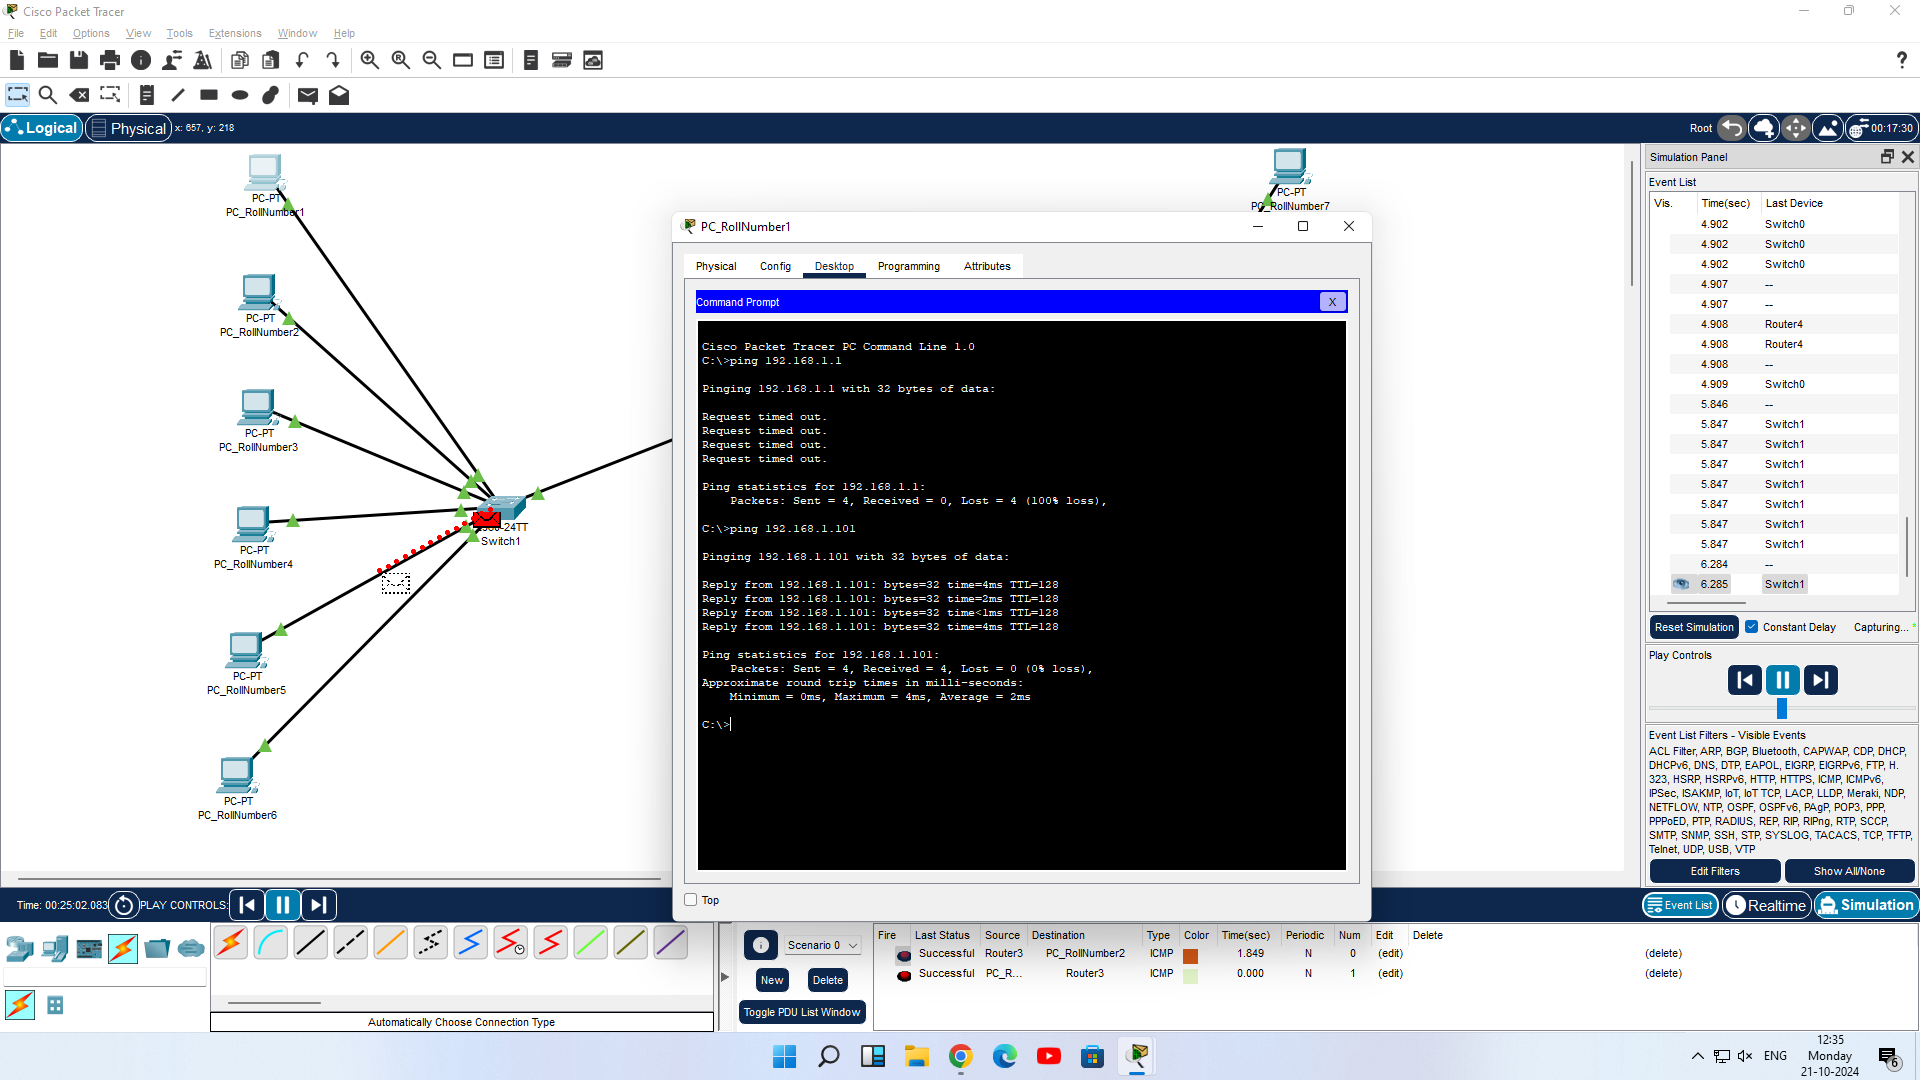 Cisco Packet Tracer
File Edit Options View Tools Extensions Window Help
Logical Physical x: 657, y: 218
Root 00:17:30
PC-PT
PC_RollNumber1
PC-PT
PC_RollNumber2
PC-PT
PC_RollNumber3
PC-PT
PC_RollNumber4
PC-PT
PC_RollNumber5
PC-PT
PC_RollNumber6
-24TT
Switch1
PC-PT
PC_RollNumber7
PC_RollNumber1
Physical Config Desktop Programming Attributes
Command Prompt X
Cisco Packet Tracer PC Command Line 1.0
C:\>ping 192.168.1.1
Pinging 192.168.1.1 with 32 bytes of data:
Request timed out.
Request timed out.
Request timed out.
Request timed out.
Ping statistics for 192.168.1.1:
Packets: Sent = 4, Received = 0, Lost = 4 (100% loss),
C:\>ping 192.168.1.101
Pinging 192.168.1.101 with 32 bytes of data:
Reply from 192.168.1.101: bytes=32 time=4ms TTL=128
Reply from 192.168.1.101: bytes=32 time=2ms TTL=128
Reply from 192.168.1.101: bytes=32 time<1ms TTL=128
Reply from 192.168.1.101: bytes=32 time=4ms TTL=128
Ping statistics for 192.168.1.101:
Packets: Sent = 4, Received = 4, Lost = 0 (0% loss),
Approximate round trip times in milli-seconds:
Minimum = 0ms, Maximum = 4ms, Average = 2ms
C:\>
Top
Simulation Panel
Event List
Vis. Time(sec) Last Device
4.902 Switch0
4.902 Switch0
4.902 Switch0
4.907 --
4.907 --
4.908 Router4
4.908 Router4
4.908 --
4.909 Switch0
5.846 --
5.847 Switch1
5.847 Switch1
5.847 Switch1
5.847 Switch1
5.847 Switch1
5.847 Switch1
5.847 Switch1
6.284 --
6.285 Switch1
Reset Simulation Constant Delay Capturing... *
Play Controls
Event List Filters - Visible Events
ACL Filter, ARP, BGP, Bluetooth, CAPWAP, CDP, DHCP,
DHCPv6, DNS, DTP, EAPOL, EIGRP, EIGRPv6, FTP, H.
323, HSRP, HSRPv6, HTTP, HTTPS, ICMP, ICMPv6,
IPSec, ISAKMP, IoT, IoT TCP, LACP, LLDP, Meraki, NDP,
NETFLOW, NTP, OSPF, OSPFv6, PAgP, POP3, PPP,
PPPoED, PTP, RADIUS, REP, RIP, RIPng, RTP, SCCP,
SMTP, SNMP, SSH, STP, SYSLOG, TACACS, TCP, TFTP,
Telnet, UDP, USB, VTP
Edit Filters Show All/None
Time: 00:25:02.083 PLAY CONTROLS:
Event List Realtime Simulation
Automatically Choose Connection Type
Scenario 0
New Delete
Toggle PDU List Window
Fire Last Status Source Destination Type Color Time(sec) Periodic Num Edit Delete
Successful Router3 PC_RollNumber2 ICMP 1.849 N 0 (edit) (delete)
Successful PC_R... Router3 ICMP 0.000 N 1 (edit) (delete)
ENG
12:35
Monday
21-10-2024
6